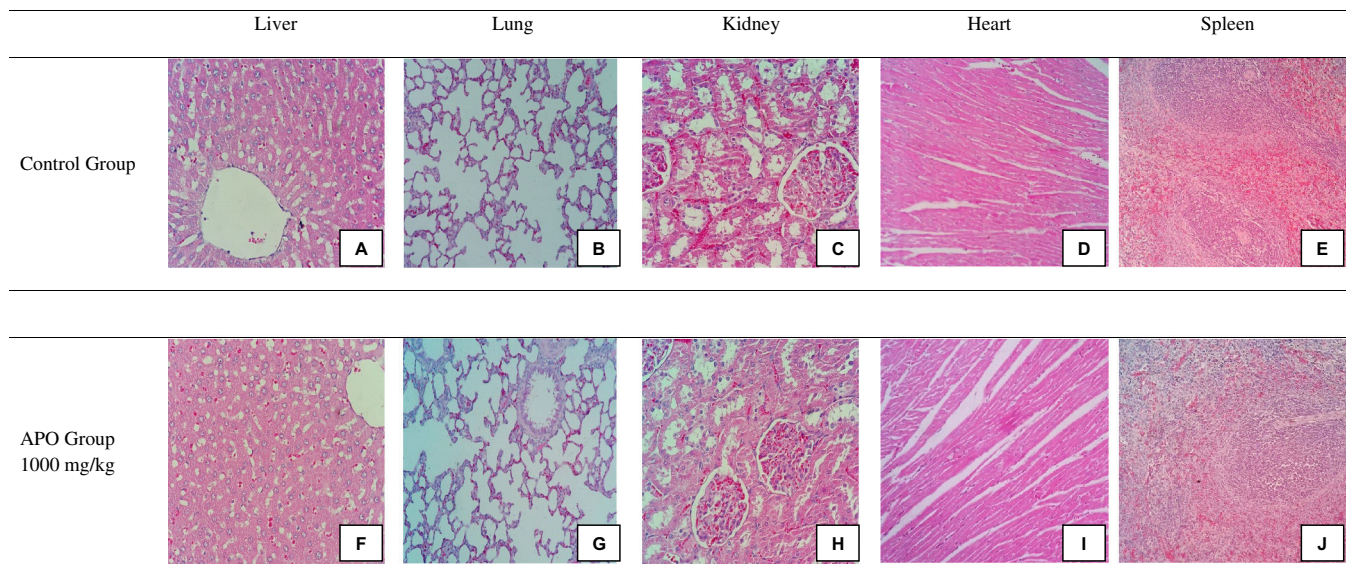 Liver Lung Kidney Heart Spleen
Control Group
A B C D E
APO Group
1000 mg/kg
F G H I J